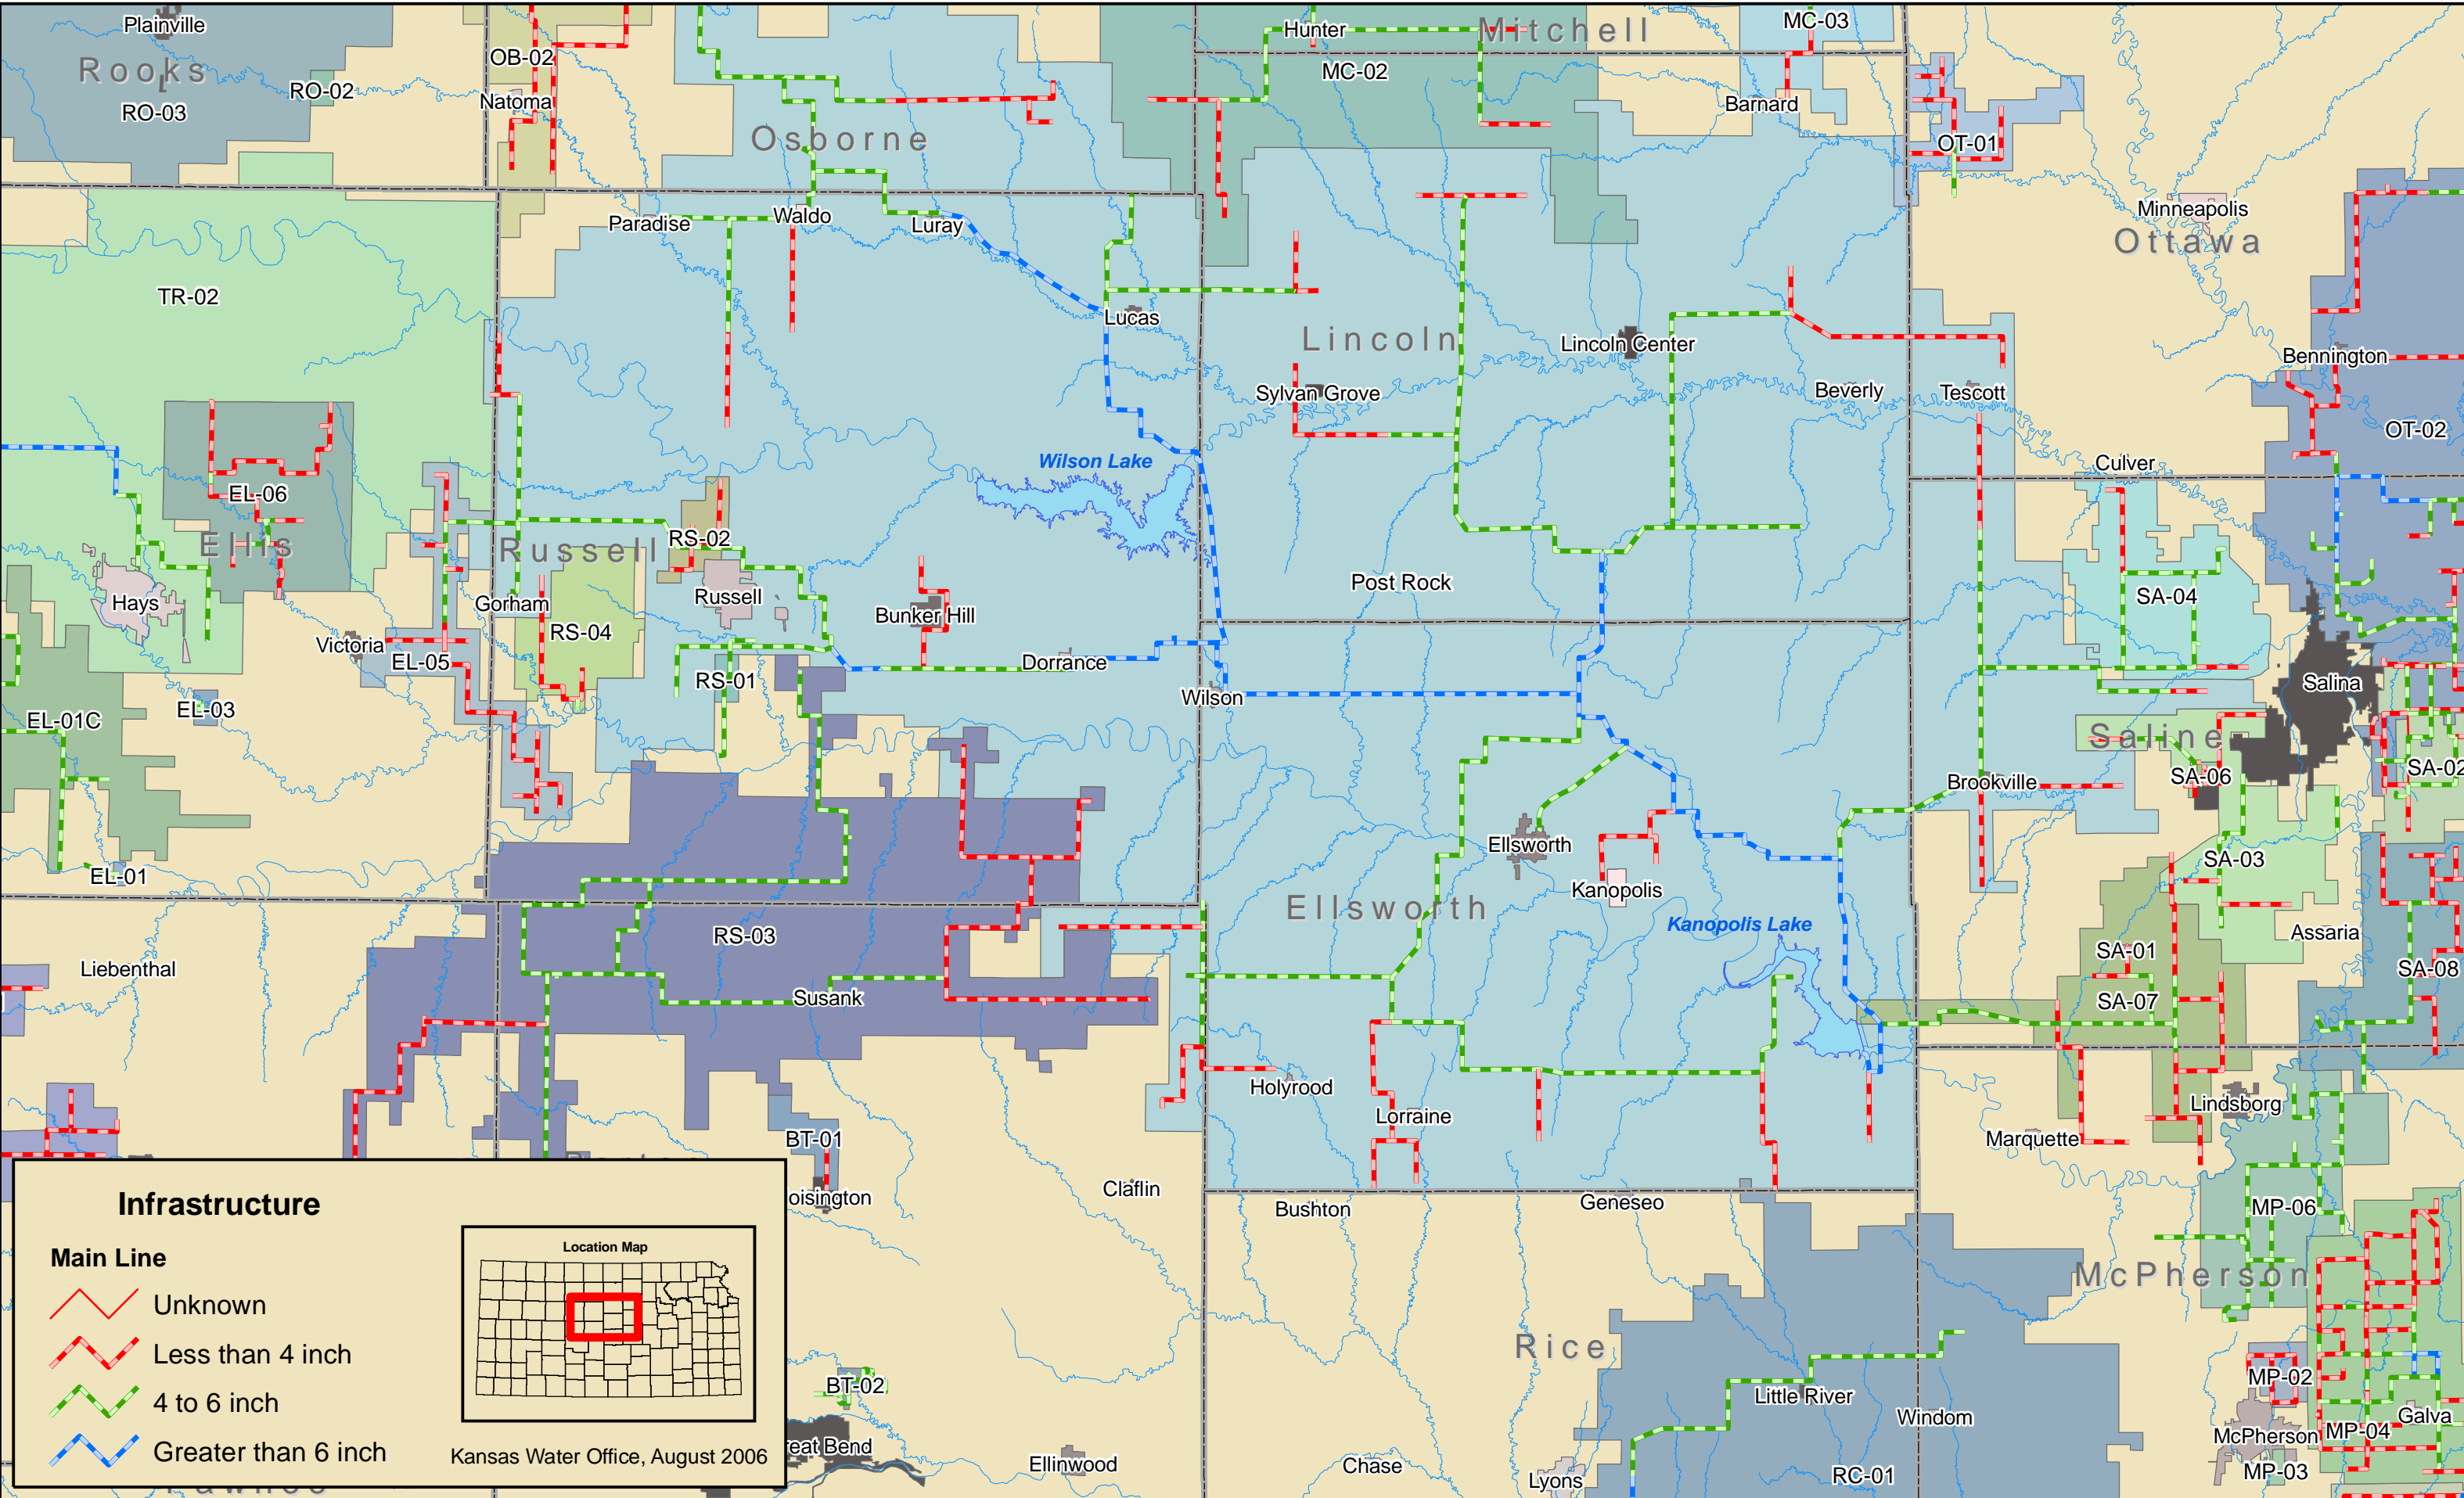 Plainville
Hunter
Mitchell
MC-03
Rooks
OB-02
MC-02
RO-02
Natoma
Barnard
RO-03
Osborne
OT-01
Paradise
Waldo
Luray
Minneapolis
Ottawa
TR-02
Lucas
Lincoln
Lincoln Center
Bennington
Sylvan Grove
Beverly
Tescott
OT-02
Wilson Lake
Culver
EL-06
Ellis
Russell
RS-02
Post Rock
Hays
Gorham
Russell
Bunker Hill
SA-04
RS-04
Victoria
EL-05
Dorrance
RS-01
Wilson
Salina
EL-03
EL-01C
Saline
SA-06
SA-02
Brookville
Ellsworth
SA-03
EL-01
Kanopolis
Ellsworth
Kanopolis Lake
RS-03
Assaria
SA-01
Liebenthal
SA-08
Susank
SA-07
Holyrood
Lorraine
Lindsborg
BT-01
Marquette
Claflin
oisington
Bushton
Geneseo
MP-06
McPherson
Rice
BT-02
Little River
MP-02
Windom
Galva
MP-04
McPherson
reat Bend
Ellinwood
Chase
Lyons
RC-01
MP-03
Infrastructure
Main Line
Unknown
Less than 4 inch
4 to 6 inch
Greater than 6 inch
Location Map
Kansas Water Office, August 2006